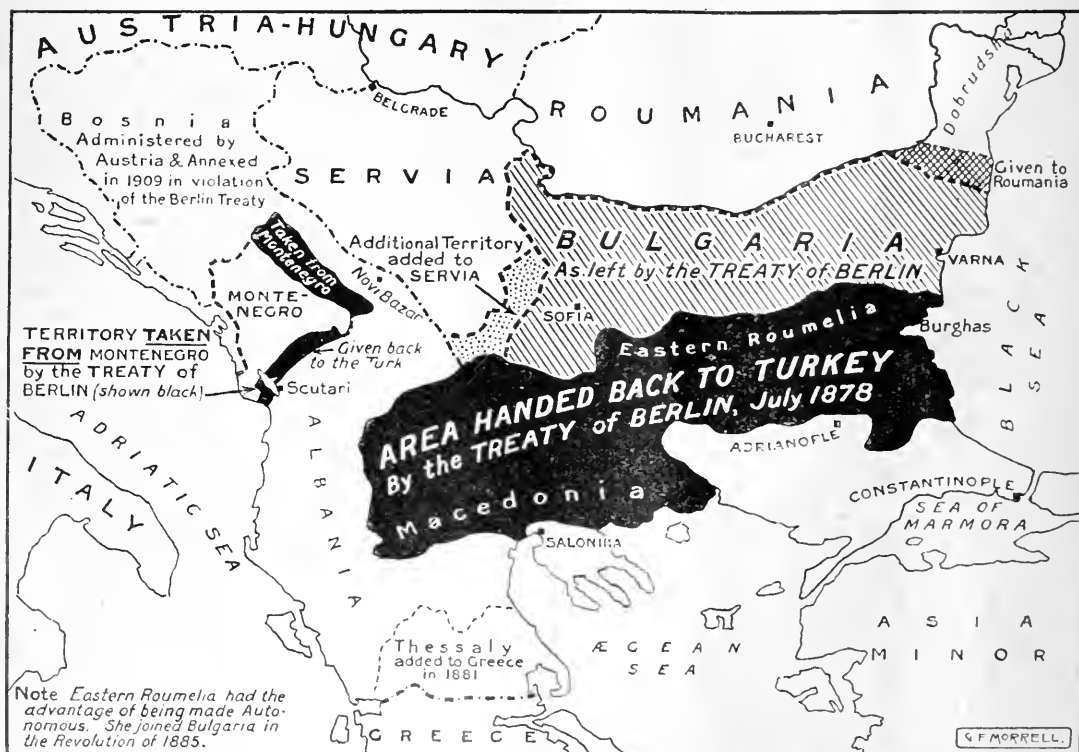 AUSTRIA-HUNGARY
BELGRADE
ROUMANIA
BUCHAREST
Dobrudsha
Bosnia
Administered by
Austria & Annexed
in 1909 in violation
of the Berlin Treaty
SERVIA
Given to
Roumania
Taken from
Montenegro
Additional Territory
added to
SERVIA
BULGARIA
As left by the TREATY of BERLIN
VARNA
Novi Bazar
MONTE-
NEGRO
SOFIA
TERRITORY TAKEN
FROM MONTENEGRO
by the TREATY of
BERLIN (shown black)
Given back
to the Turk
Scutari
Eastern Roumelia
Burghas
BLACK SEA
AREA HANDED BACK TO TURKEY
By the TREATY of BERLIN, July 1878
ADRIANOPLE
ADRIATIC SEA
ITALY
ALBANIA
Macedonia
CONSTANTINOPLE
SEA OF
MARMORA
SALONIKA
Thessaly
added to Greece
in 1881
ÆGEAN
SEA
ASIA
MINOR
Note Eastern Roumelia had the
advantage of being made Auto-
nomous. She joined Bulgaria in
the Revolution of 1885.
GREECE
G F MORRELL.